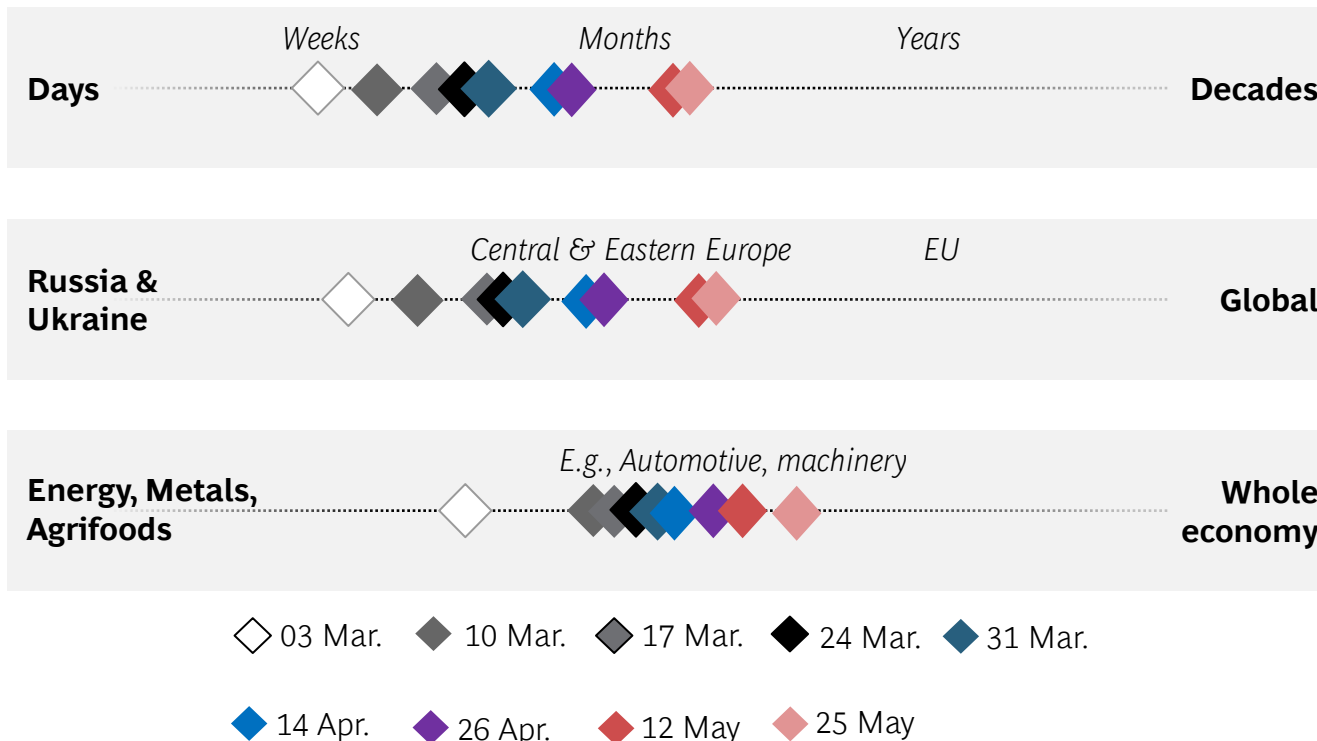 Weeks Months Years
Days Decades
Central & Eastern Europe EU
Russia &
Ukraine
Global
E.g., Automotive, machinery
Energy, Metals,
Agrifoods
Whole
economy
03 Mar. 10 Mar. 17 Mar. 24 Mar. 31 Mar.
14 Apr. 26 Apr. 12 May 25 May